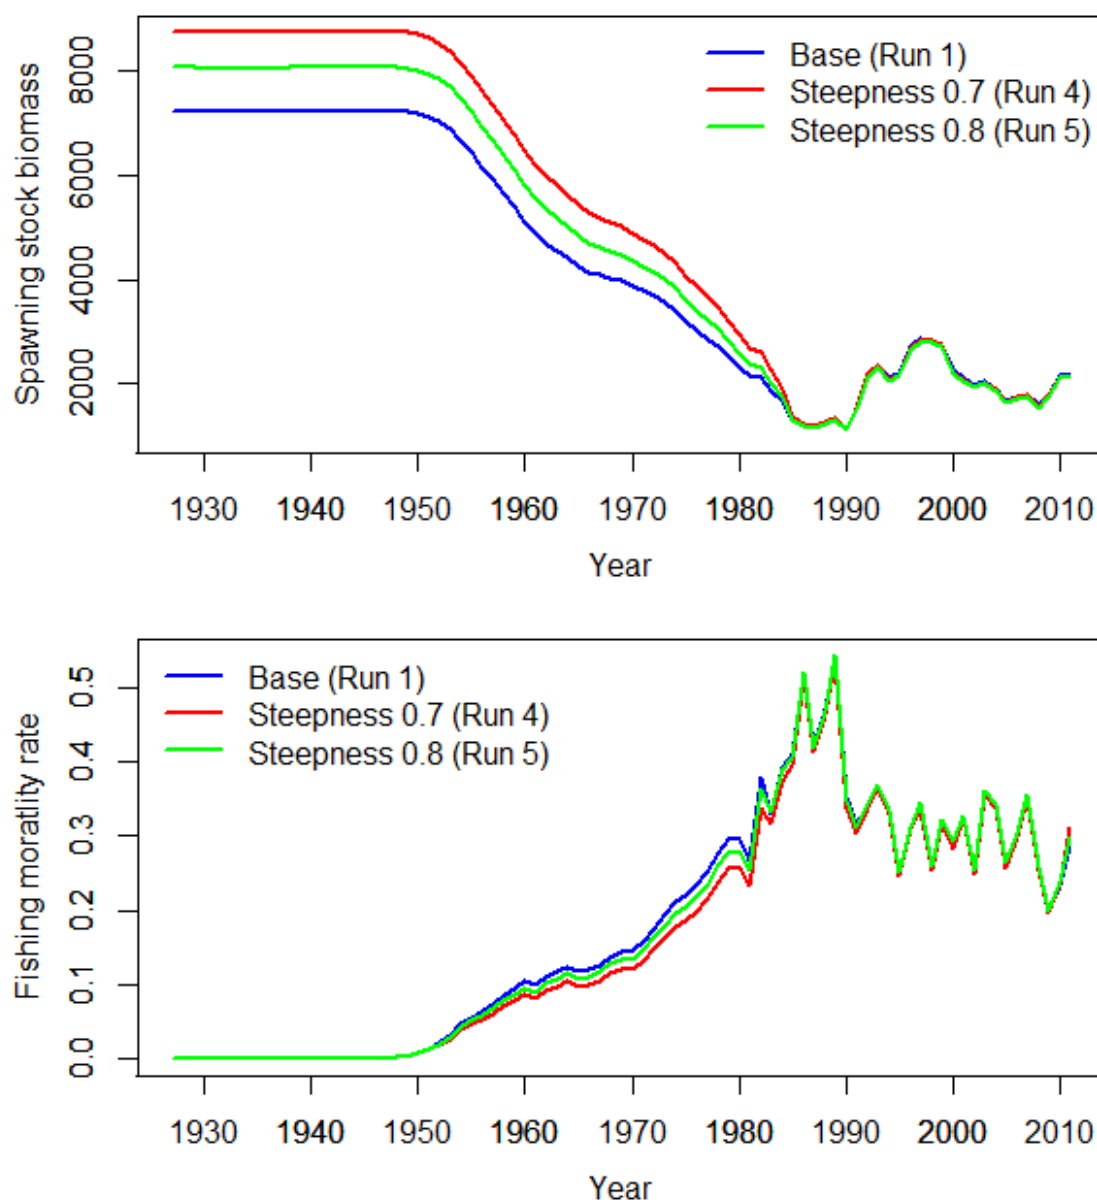 Spawning stock biomass
8000
6000
4000
2000
Base (Run 1)
Steepness 0.7 (Run 4)
Steepness 0.8 (Run 5)
1930 1940 1950 1960 1970 1980 1990 2000 2010
Year
Fishing moratlity rate
0.5
0.4
0.3
0.2
0.1
0.0
Base (Run 1)
Steepness 0.7 (Run 4)
Steepness 0.8 (Run 5)
1930 1940 1950 1960 1970 1980 1990 2000 2010
Year